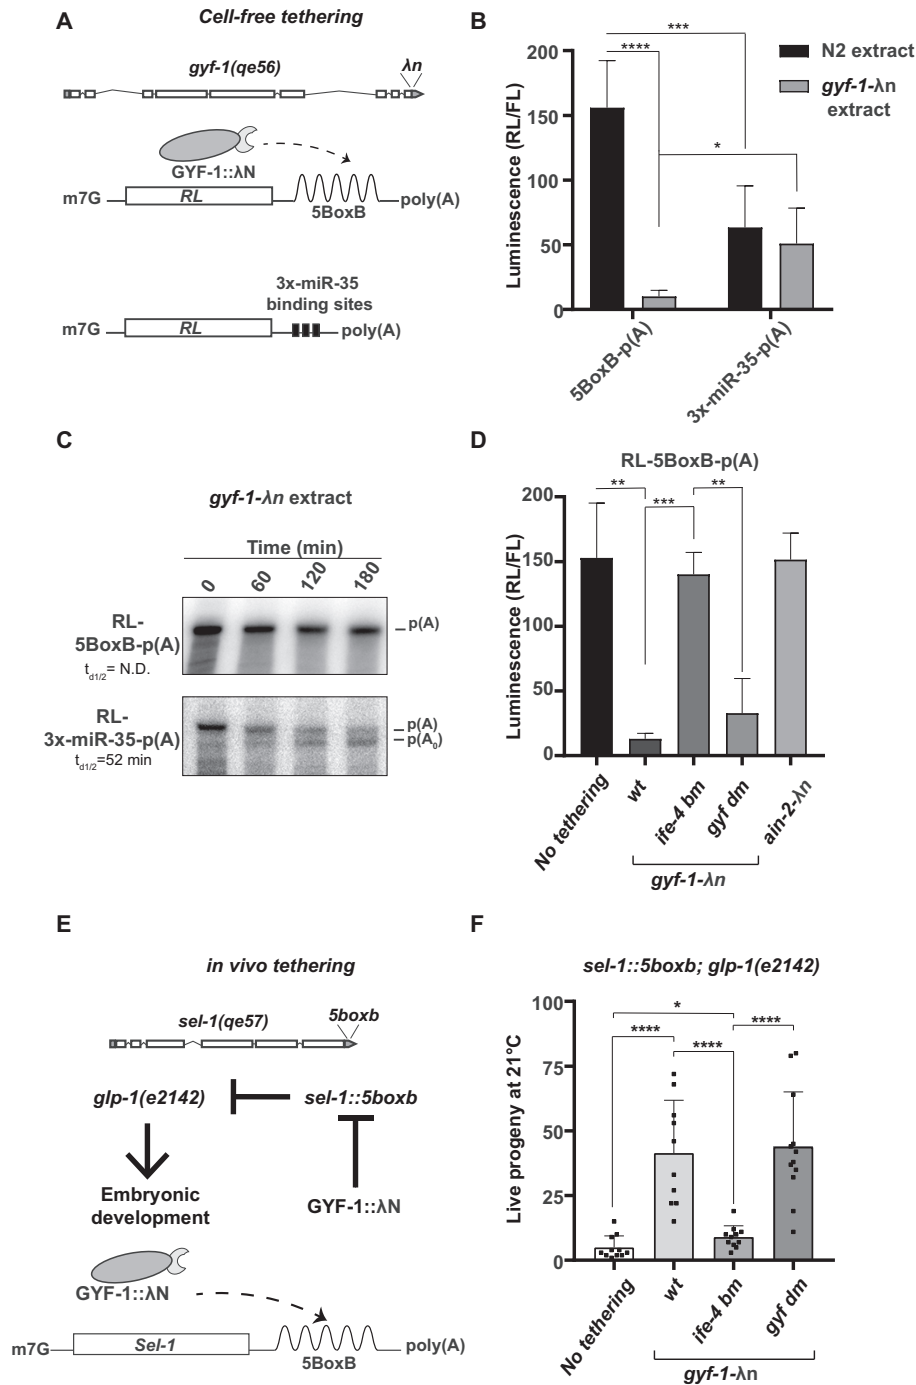 A
Cell-free tethering
gyf-1(qe56)
λn
GYF-1::λN
m7G
RL
5BoxB
poly(A)
3x-miR-35
binding sites
m7G
RL
poly(A)
B
***
****
*
N2 extract
gyf-1-λn
extract
Luminescence (RL/FL)
200
150
100
50
0
5BoxB-p(A)
3x-miR-35-p(A)
C
gyf-1-λn extract
Time (min)
0 60 120 180
RL-
5BoxB-p(A)
td1/2= N.D.
p(A)
RL-
3x-miR-35-p(A)
td1/2=52 min
p(A)
p(A0)
D
RL-5BoxB-p(A)
**
***
**
Luminescence (RL/FL)
200
150
100
50
0
No tethering
wt
ife-4 bm
gyf dm
ain-2-λn
gyf-1-λn
E
in vivo tethering
sel-1(qe57)
5boxb
glp-1(e2142)
sel-1::5boxb
Embryonic
development
GYF-1::λN
GYF-1::λN
m7G
Sel-1
5BoxB
poly(A)
F
sel-1::5boxb; glp-1(e2142)
*
****
****
****
Live progeny at 21°C
100
75
50
25
0
No tethering
wt
ife-4 bm
gyf dm
gyf-1-λn